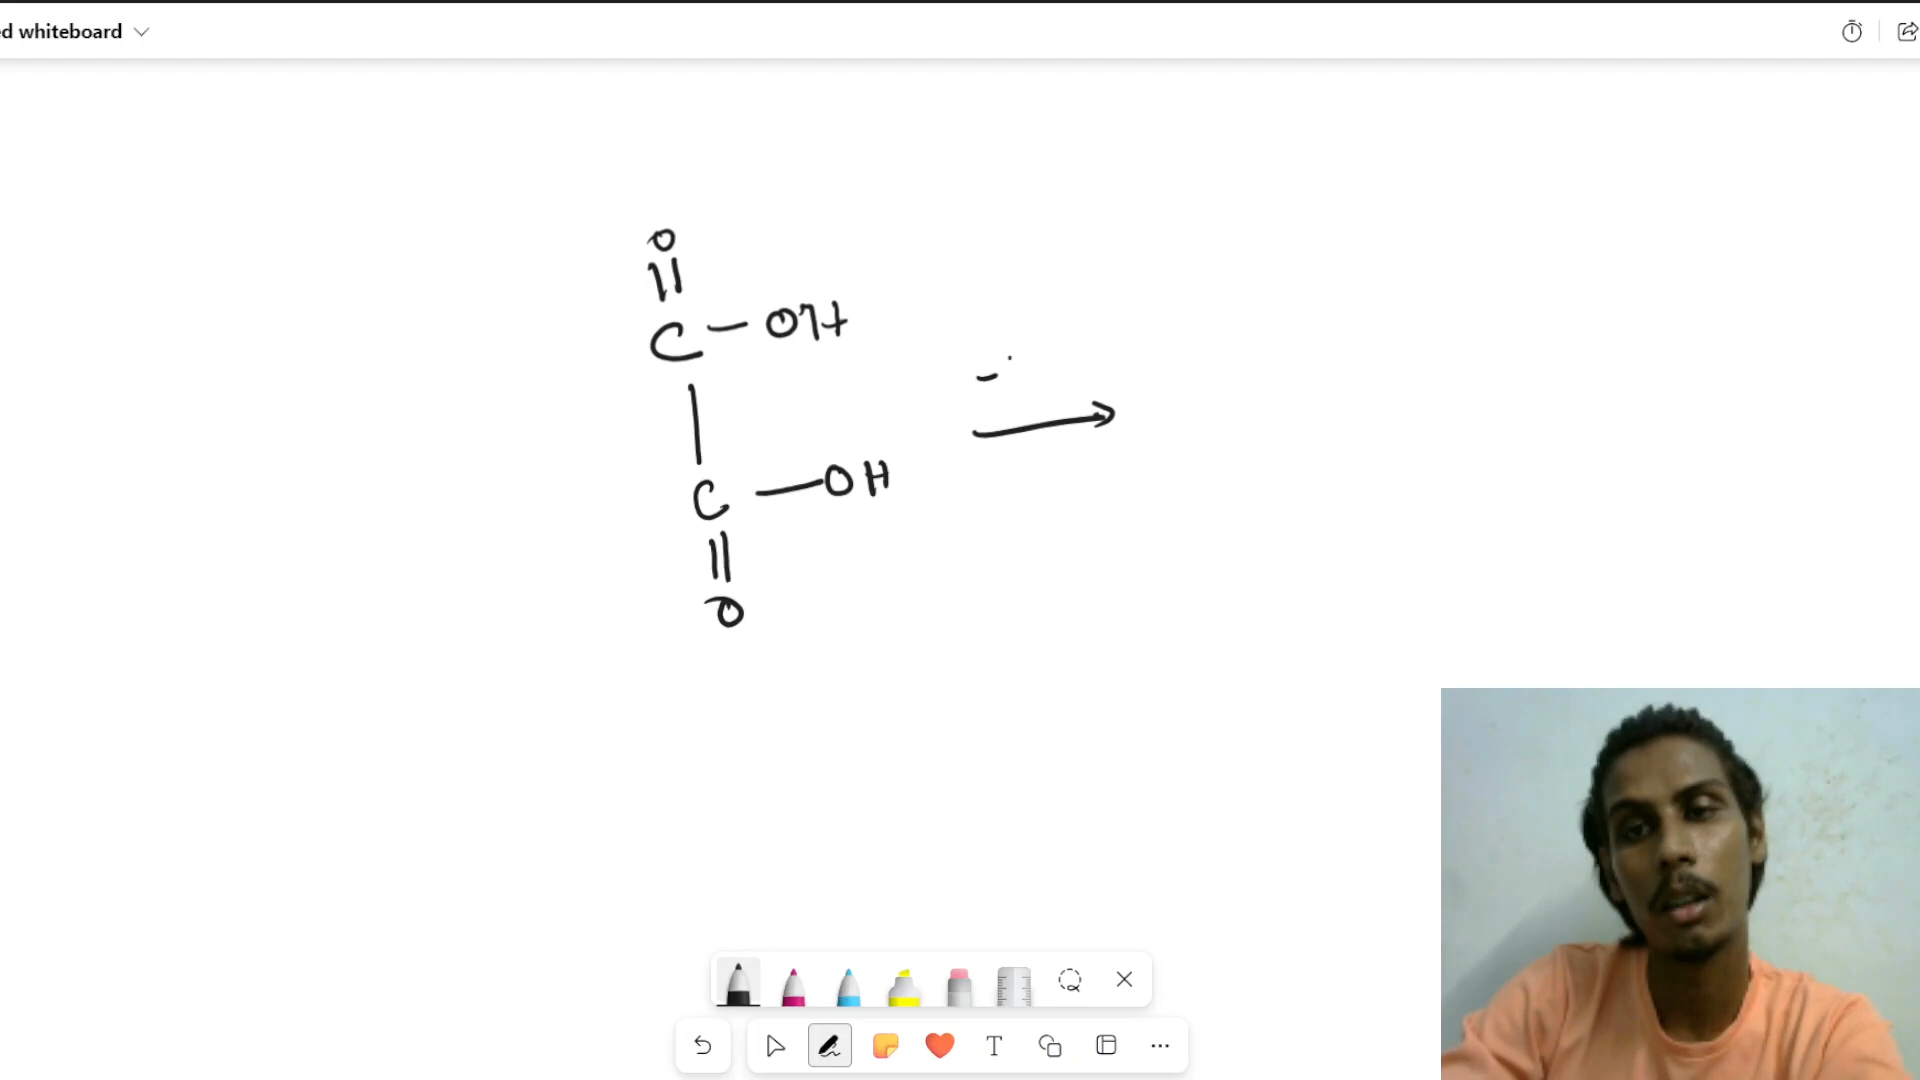 d whiteboard
O
||
C - OH
|
C - OH
||
O
-
→
T